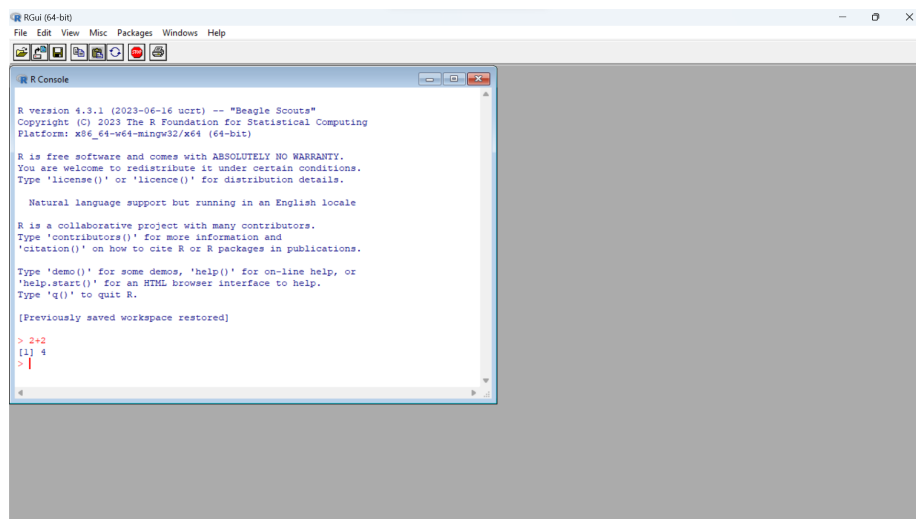 RGui (64-bit)
File Edit View Misc Packages Windows Help
STOP
R Console
R version 4.3.1 (2023-06-16 ucrt) -- "Beagle Scouts"
Copyright (C) 2023 The R Foundation for Statistical Computing
Platform: x86_64-w64-mingw32/x64 (64-bit)
R is free software and comes with ABSOLUTELY NO WARRANTY.
You are welcome to redistribute it under certain conditions.
Type 'license()' or 'licence()' for distribution details.
Natural language support but running in an English locale
R is a collaborative project with many contributors.
Type 'contributors()' for more information and
'citation()' on how to cite R or R packages in publications.
Type 'demo()' for some demos, 'help()' for on-line help, or
'help.start()' for an HTML browser interface to help.
Type 'q()' to quit R.
[Previously saved workspace restored]
> 2+2
[1] 4
>